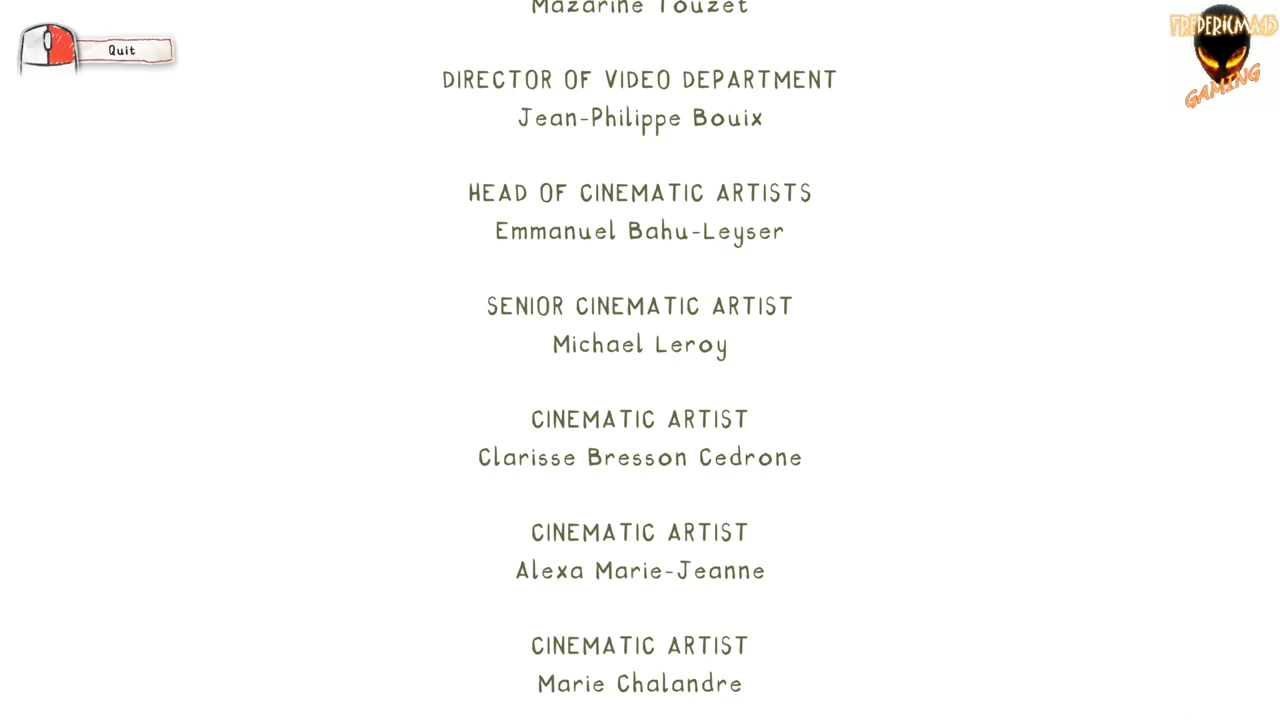 Mazarine Touzet
Quit
FREDERICMA45
GAMING
DIRECTOR OF VIDEO DEPARTMENT
Jean-Philippe Bouix
HEAD OF CINEMATIC ARTISTS
Emmanuel Bahu-Leyser
SENIOR CINEMATIC ARTIST
Michael Leroy
CINEMATIC ARTIST
Clarisse Bresson Cedrone
CINEMATIC ARTIST
Alexa Marie-Jeanne
CINEMATIC ARTIST
Marie Chalandre